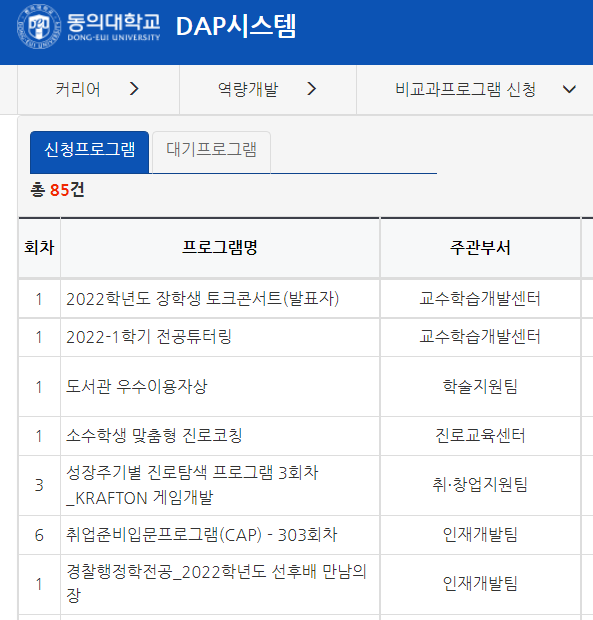 동의대학교
DONG-EUI UNIVERSITY
DAP시스템
커리어
역량개발
비교과프로그램 신청
신청프로그램
대기프로그램
총 85건
회차 프로그램명 주관부서
1 2022학년도 장학생 토크콘서트(발표자) 교수학습개발센터
1 2022-1학기 전공튜터링 교수학습개발센터
1 도서관 우수이용자상 학술지원팀
1 소수학생 맞춤형 진로코칭 진로교육센터
3 성장주기별 진로탐색 프로그램 3회차
_KRAFTON 게임개발 취·창업지원팀
6 취업준비입문프로그램(CAP) - 303회차 인재개발팀
1 경찰행정학전공_2022학년도 선후배 만남의
장 인재개발팀